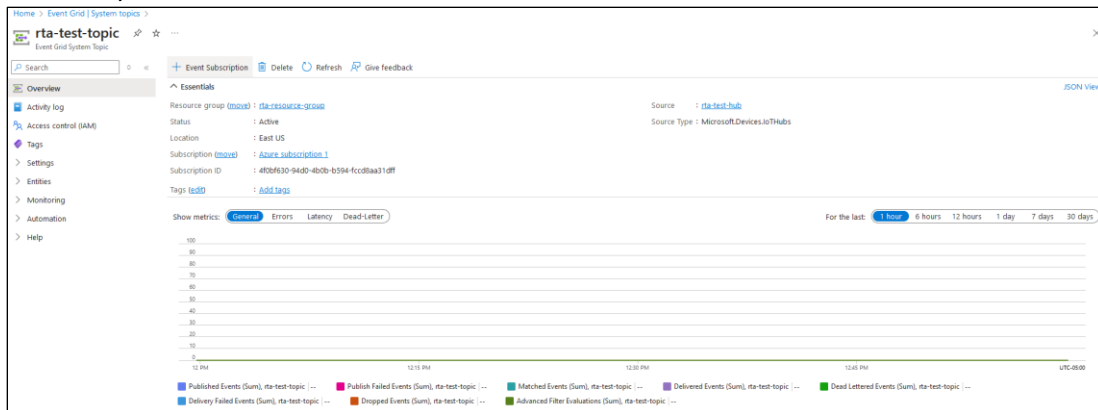 Home > Event Grid | System topics >
rta-test-topic
Event Grid System Topic
Search
+ Event Subscription Delete Refresh Give feedback
Overview
Activity log
Access control (IAM)
Tags
> Settings
> Entities
> Monitoring
> Automation
> Help
Essentials
JSON View
Resource group (move) : rta-resource-group
Status : Active
Location : East US
Subscription (move) : Azure subscription 1
Subscription ID : 4f0bf630-94d0-4b0b-b594-fccd8aa31dff
Tags (edit) : Add tags
Source : rta-test-hub
Source Type : Microsoft.Devices.IoTHubs
Show metrics: General Errors Latency Dead-Letter
For the last: 1 hour 6 hours 12 hours 1 day 7 days 30 days
100
90
80
70
60
50
40
30
20
10
0
12 PM 12:15 PM 12:30 PM 12:45 PM UTC-05:00
Published Events (Sum), rta-test-topic | -- Publish Failed Events (Sum), rta-test-topic | -- Matched Events (Sum), rta-test-topic | -- Delivered Events (Sum), rta-test-topic | -- Dead Lettered Events (Sum), rta-test-topic | --
Delivery Failed Events (Sum), rta-test-topic | -- Dropped Events (Sum), rta-test-topic | -- Advanced Filter Evaluations (Sum), rta-test-topic | --